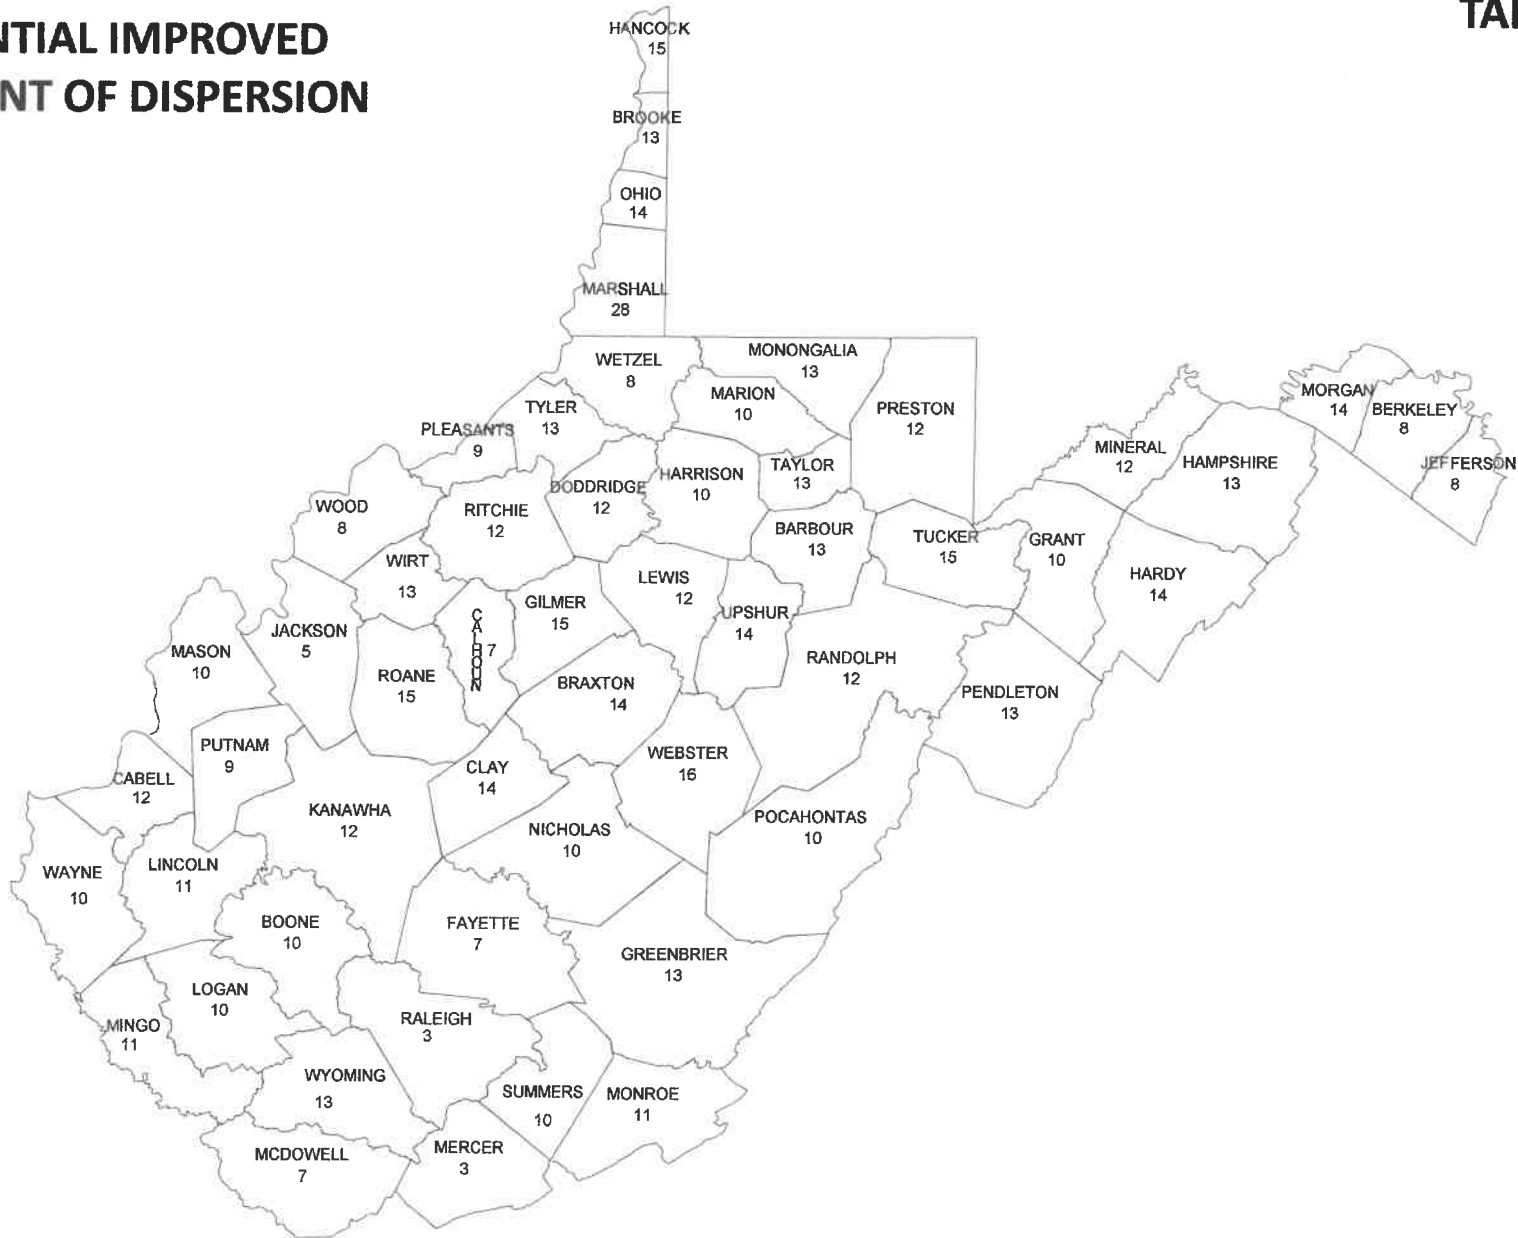 NTIAL IMPROVED
NT OF DISPERSION
HANCOCK
15
BROOKE
13
OHIO
14
MARSHALL
28
WETZEL
8
MONONGALIA
13
MARION
10
PRESTON
12
TYLER
13
PLEASANTS
9
MORGAN
14
BERKELEY
8
JEFFERSON
8
MINERAL
12
HAMPSHIRE
13
TAYLOR
13
HARRISON
10
DODDRIDGE
12
RITCHIE
12
WOOD
8
BARBOUR
13
TUCKER
15
GRANT
10
HARDY
14
WIRT
13
LEWIS
12
GILMER
15
UPSHUR
14
CALHOUN
7
JACKSON
5
MASON
10
ROANE
15
BRAXTON
14
RANDOLPH
12
PENDLETON
13
PUTNAM
9
CABELL
12
CLAY
14
WEBSTER
16
KANAWHA
12
NICHOLAS
10
POCAHONTAS
10
WAYNE
10
LINCOLN
11
BOONE
10
FAYETTE
7
GREENBRIER
13
LOGAN
10
MINGO
11
RALEIGH
3
WYOMING
13
SUMMERS
10
MONROE
11
MCDOWELL
7
MERCER
3